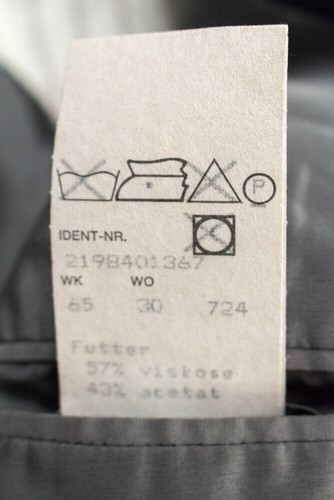 P
IDENT-NR.
2198401367
WK WO
65 30 724
Futter
57% viskose
43% acetat